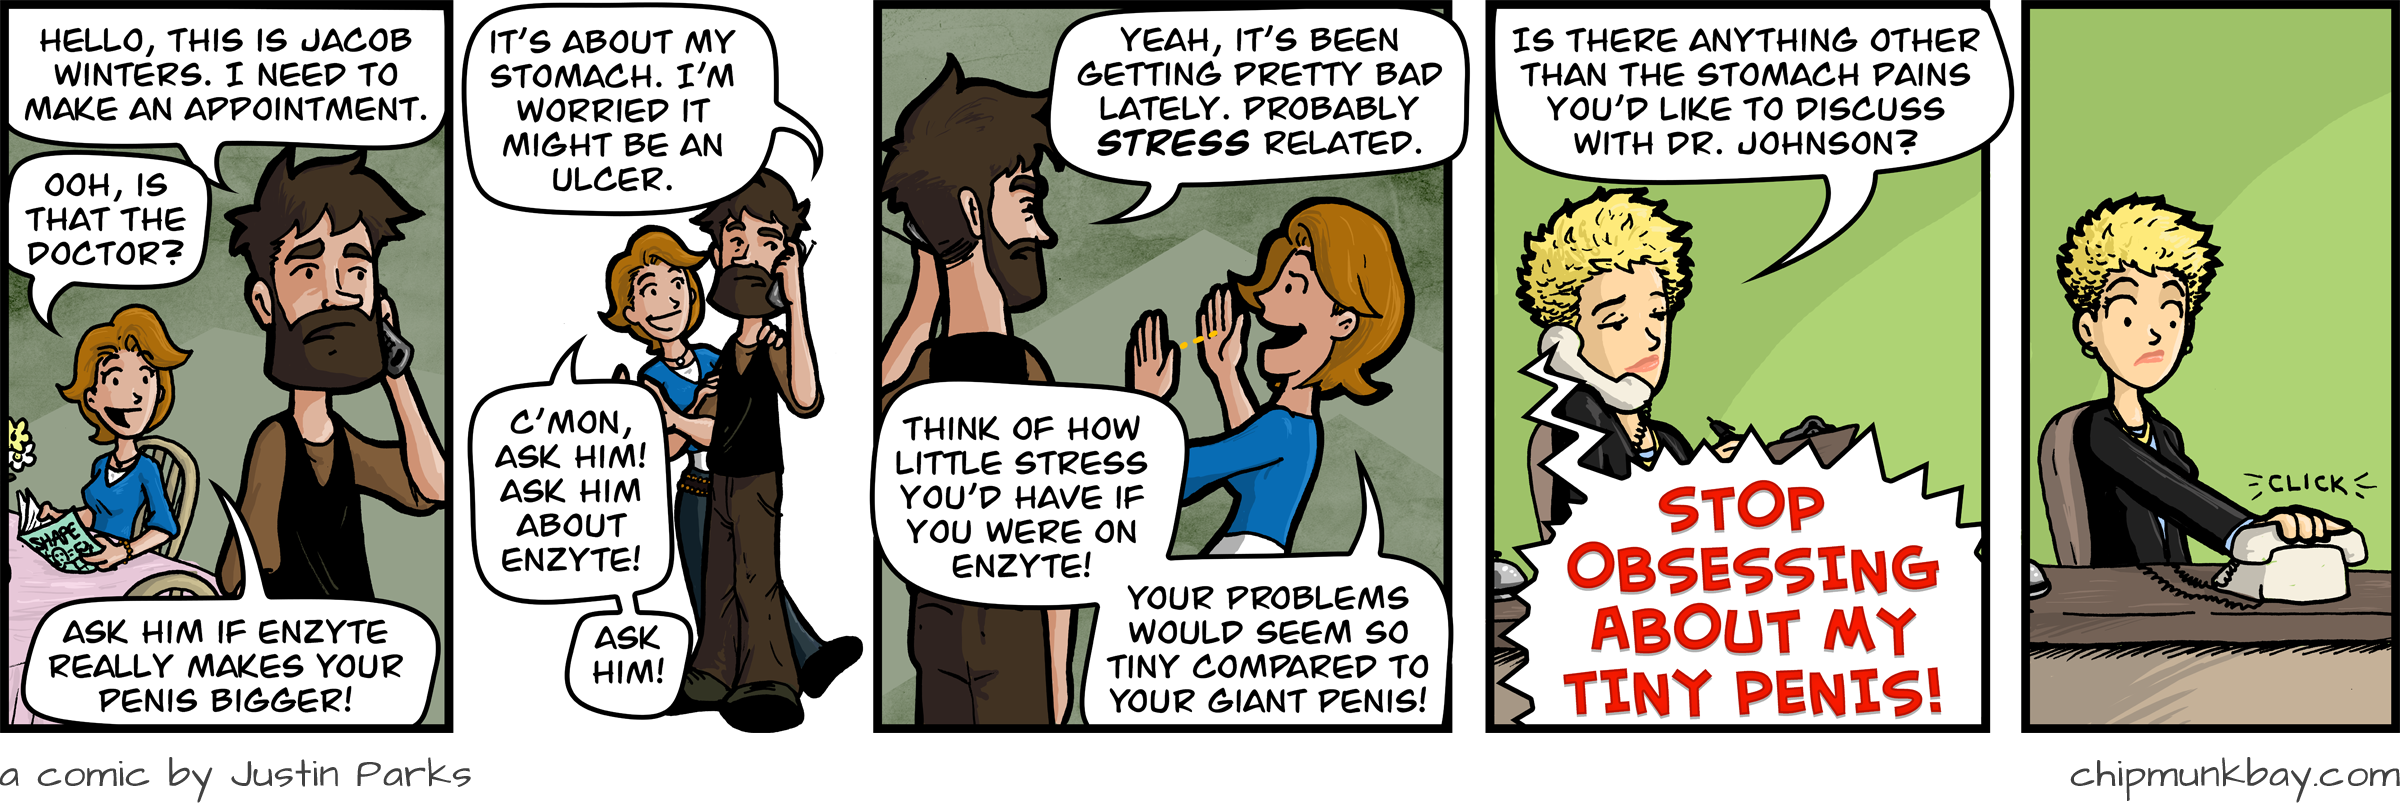 HELLO, THIS IS JACOB
WINTERS. I NEED TO
MAKE AN APPOINTMENT.
OOH, IS
THAT THE
DOCTOR?
SHAPE
ASK HIM IF ENZYTE
REALLY MAKES YOUR
PENIS BIGGER!
IT'S ABOUT MY
STOMACH. I'M
WORRIED IT
MIGHT BE AN
ULCER.
C'MON,
ASK HIM!
ASK HIM
ABOUT
ENZYTE!
ASK
HIM!
YEAH, IT'S BEEN
GETTING PRETTY BAD
LATELY. PROBABLY
STRESS RELATED.
THINK OF HOW
LITTLE STRESS
YOU'D HAVE IF
YOU WERE ON
ENZYTE!
YOUR PROBLEMS
WOULD SEEM SO
TINY COMPARED TO
YOUR GIANT PENIS!
IS THERE ANYTHING OTHER
THAN THE STOMACH PAINS
YOU'D LIKE TO DISCUSS
WITH DR. JOHNSON?
STOP
OBSESSING
ABOUT MY
TINY PENIS!
CLICK
a comic by Justin Parks
chipmunkbay.com